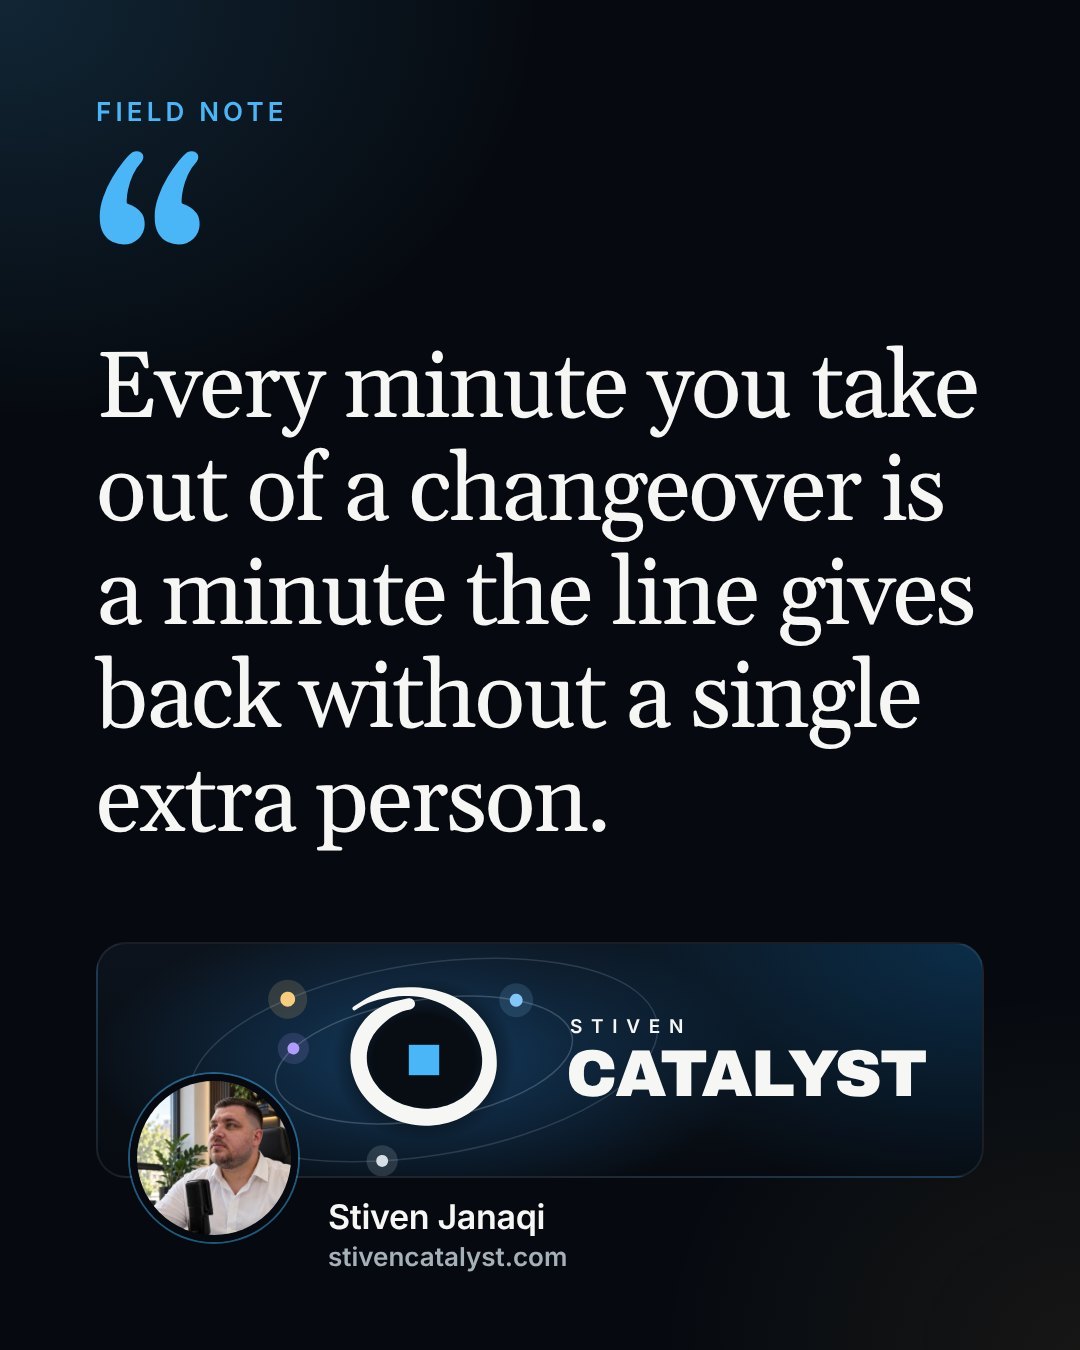 FIELD NOTE
“
Every minute you take
out of a changeover is
a minute the line gives
back without a single
extra person.
STIVEN
CATALYST
Stiven Janaqi
stivencatalyst.com